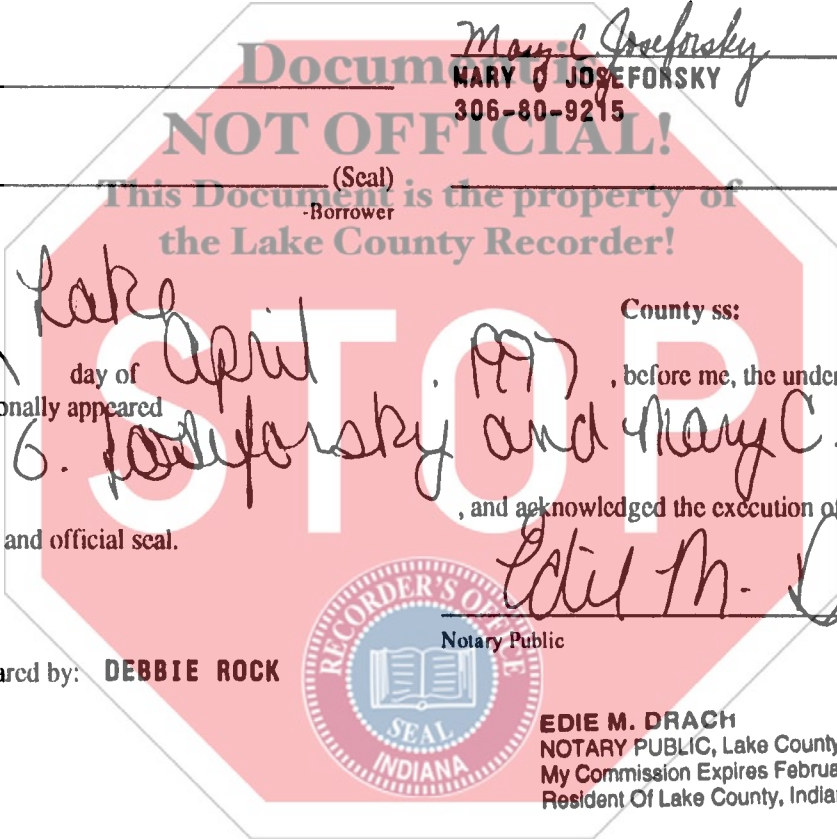 Mary C Joseforsky
MARY C JOSEFORSKY
306-80-9215
Document is
NOT OFFICIAL!
This Document is the property of
the Lake County Recorder!
(Seal)
-Borrower
STOP
Lake County ss:
day of April, 1997, before me, the under
onally appeared
G. Josefforsky and Mary C.
, and acknowledged the execution of
and official seal.
Edie M. D
Notary Public
ared by: DEBBIE ROCK
RECORDER'S OFFICE
SEAL
INDIANA
EDIE M. DRACH
NOTARY PUBLIC, Lake County
My Commission Expires Februa
Resident Of Lake County, India